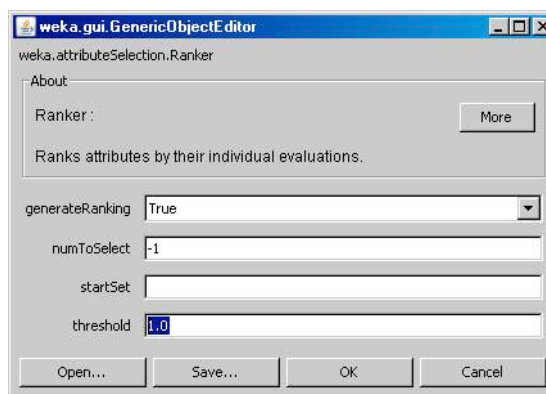 weka.gui.GenericObjectEditor
weka.attributeSelection.Ranker
About
Ranker :
More
Ranks attributes by their individual evaluations.
generateRanking True
numToSelect -1
startSet
threshold 1.0
Open... Save... OK Cancel